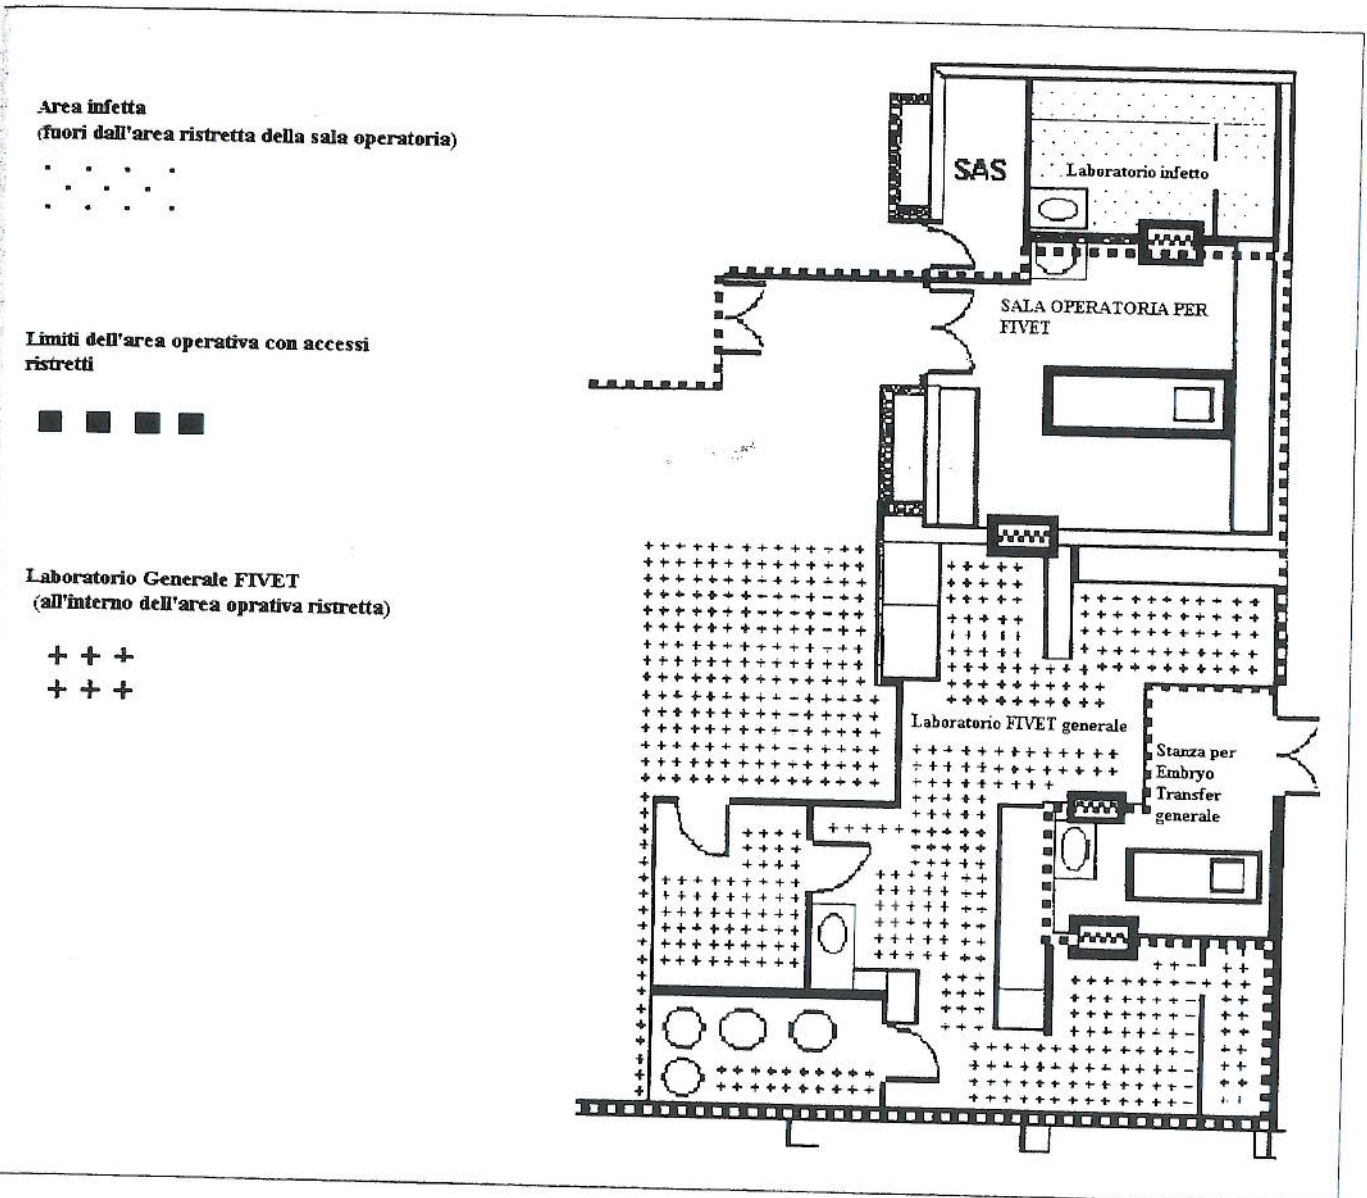 Area infetta
(fuori dall'area ristretta della sala operatoria)
Limiti dell'area operativa con accessi
ristretti
Laboratorio Generale FIVET
(all'interno dell'area oprativa ristretta)
SAS
Laboratorio infetto
SALA OPERATORIA PER
FIVET
Laboratorio FIVET generale
Stanza per
Embryo
Transfer
generale